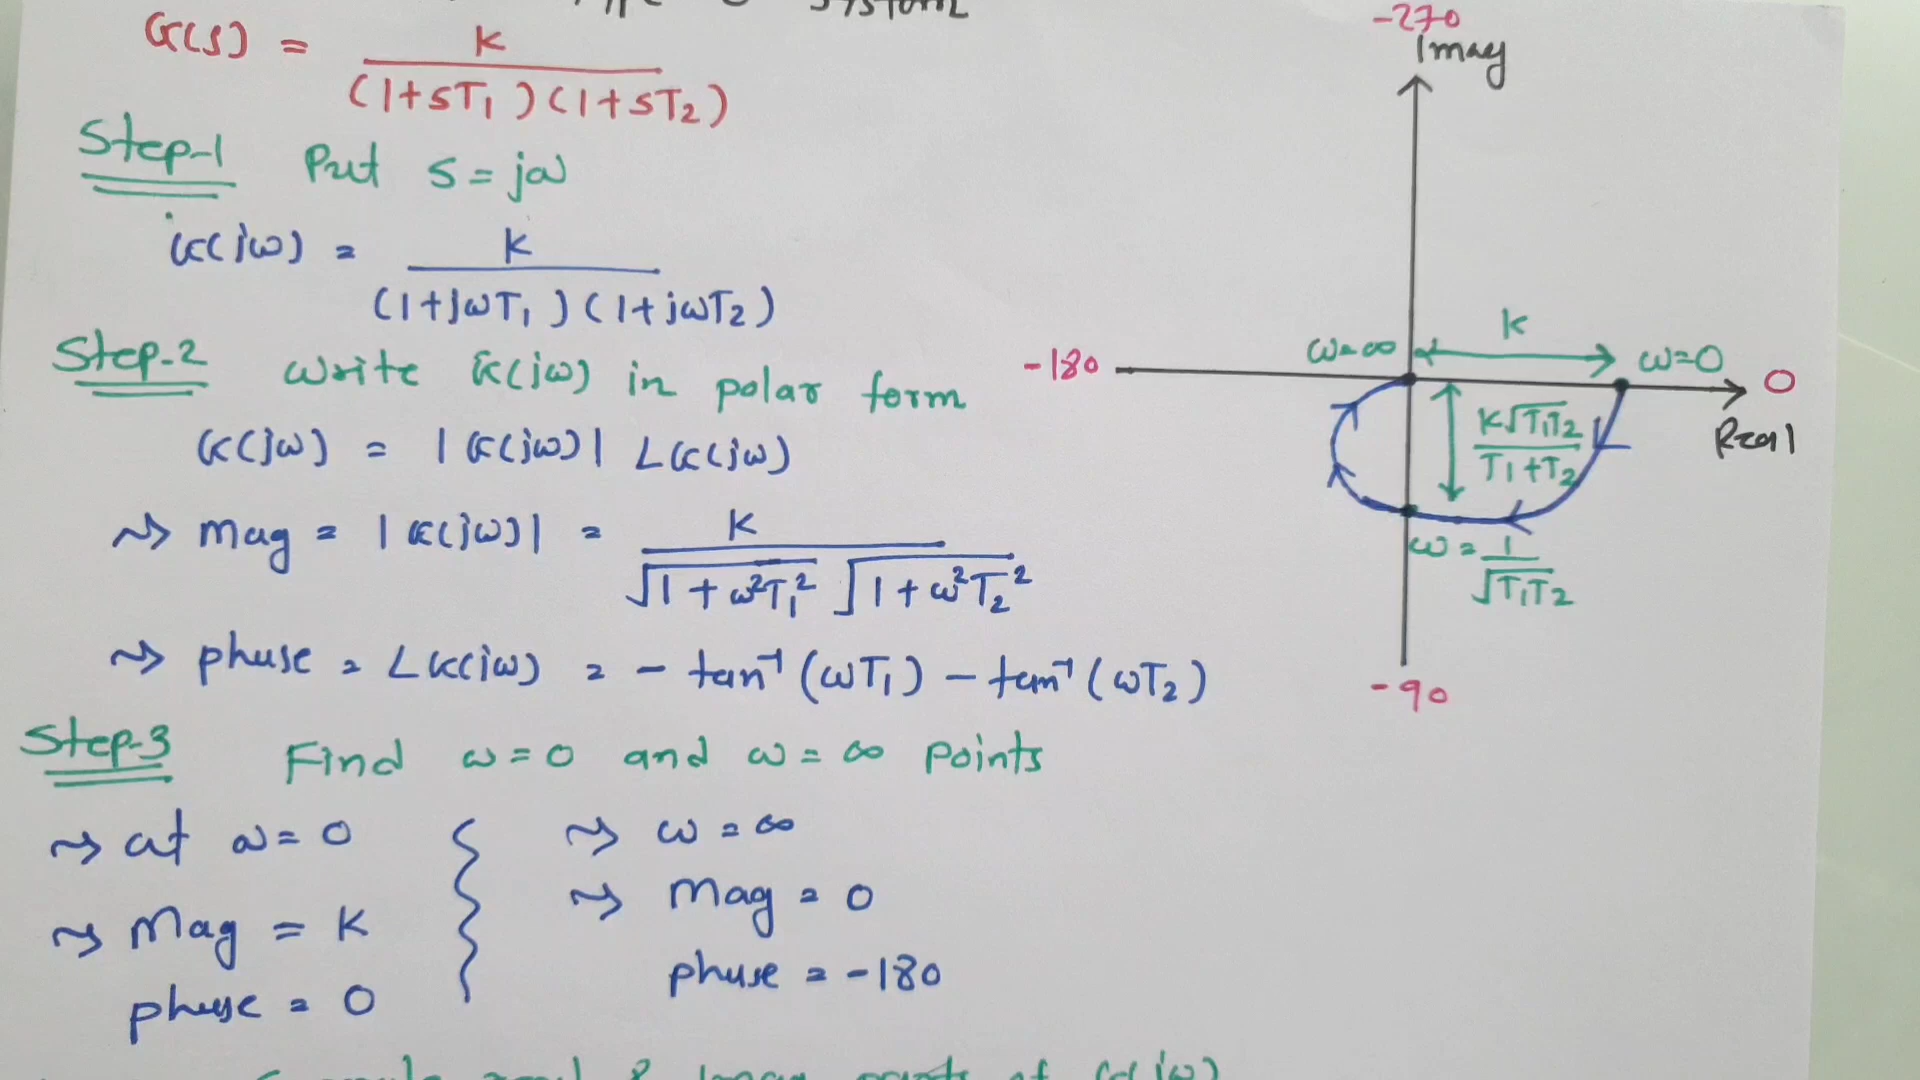 System
G(s) = K / (1+sT₁)(1+sT₂)
Step-1 Put s = jω
G(jω) = K / (1+jωT₁)(1+jωT₂)
Step-2 Write G(jω) in polar form
G(jω) = |G(jω)| ∠G(jω)
⇝ Mag = |G(jω)| = K / √1+ω²T₁² √1+ω²T₂²
⇝ phase = ∠G(jω) = - tan⁻¹(ωT₁) - tan⁻¹(ωT₂)
Step-3 Find ω=0 and ω=∞ points
⇝ at ω=0
⇝ Mag = K
phase = 0
⇝ ω=∞
⇝ Mag = 0
phase = -180
-270
Imag
K
ω=∞
ω=0
-180
0
Real
K√T₁T₂ / T₁+T₂
ω = 1 / √T₁T₂
-90